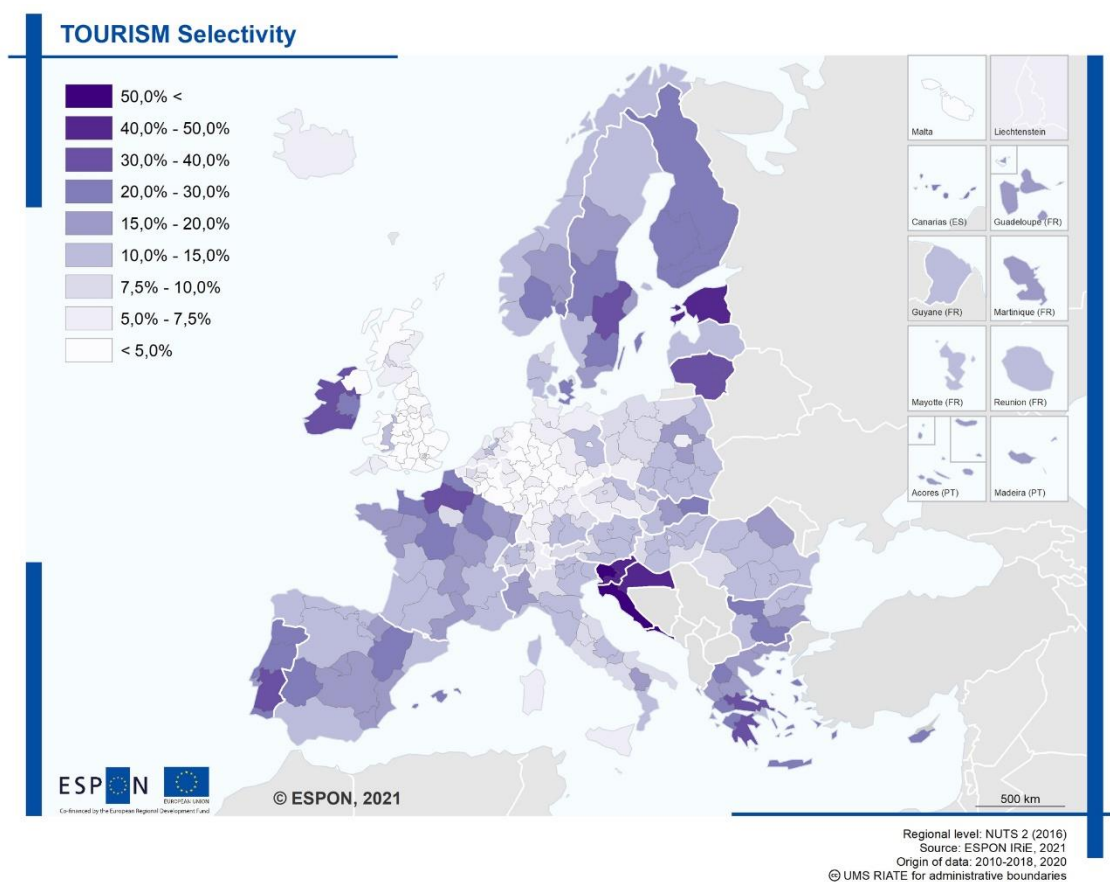 TOURISM Selectivity
50,0% <
40,0% - 50,0%
30,0% - 40,0%
20,0% - 30,0%
15,0% - 20,0%
10,0% - 15,0%
7,5% - 10,0%
5,0% - 7,5%
< 5,0%
Malta
Liechtenstein
Canarias (ES)
Guadeloupe (FR)
Guyane (FR)
Martinique (FR)
Mayotte (FR)
Reunion (FR)
Acores (PT)
Madeira (PT)
ESPON
EUROPEAN UNION
Co-financed by the European Regional Development Fund
© ESPON, 2021
500 km
Regional level: NUTS 2 (2016)
Source: ESPON IRiE, 2021
Origin of data: 2010-2018, 2020
🅭 UMS RIATE for administrative boundaries